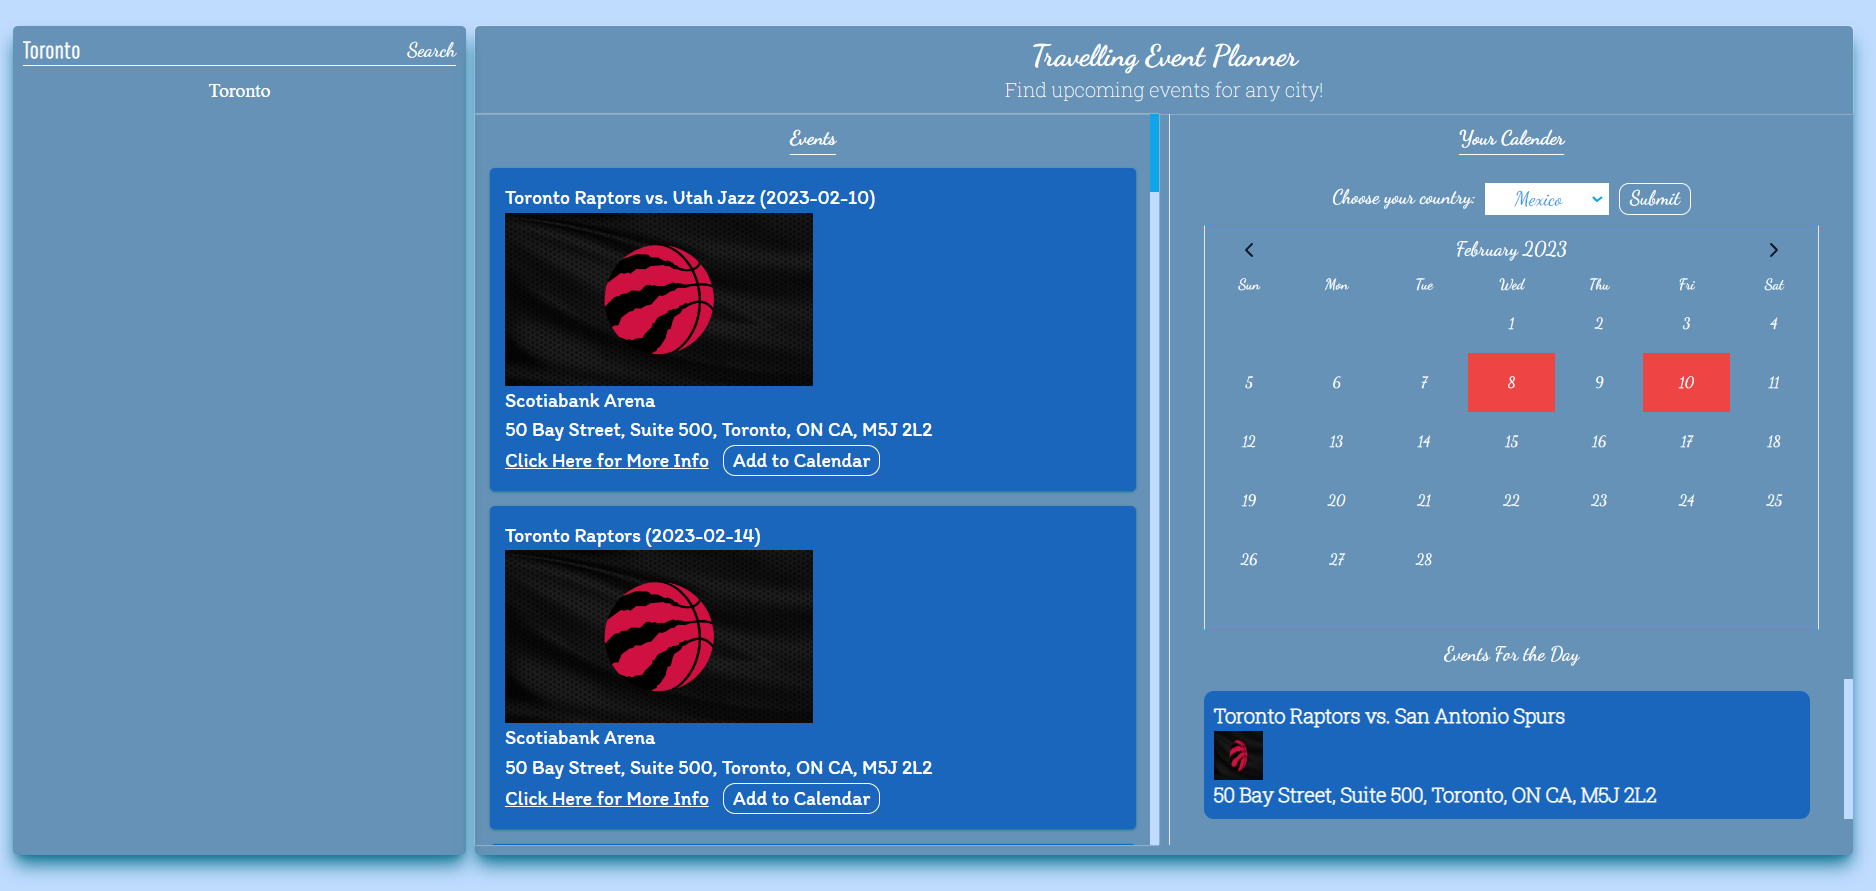 Toronto
Search
Toronto
Travelling Event Planner
Find upcoming events for any city!
Events
Toronto Raptors vs. Utah Jazz (2023-02-10)
Scotiabank Arena
50 Bay Street, Suite 500, Toronto, ON CA, M5J 2L2
Click Here for More Info Add to Calendar
Toronto Raptors (2023-02-14)
Scotiabank Arena
50 Bay Street, Suite 500, Toronto, ON CA, M5J 2L2
Click Here for More Info Add to Calendar
Your Calender
Choose your country: Mexico Submit
February 2023
Sun Mon Tue Wed Thu Fri Sat
1 2 3 4
5 6 7 8 9 10 11
12 13 14 15 16 17 18
19 20 21 22 23 24 25
26 27 28
Events For the Day
Toronto Raptors vs. San Antonio Spurs
50 Bay Street, Suite 500, Toronto, ON CA, M5J 2L2